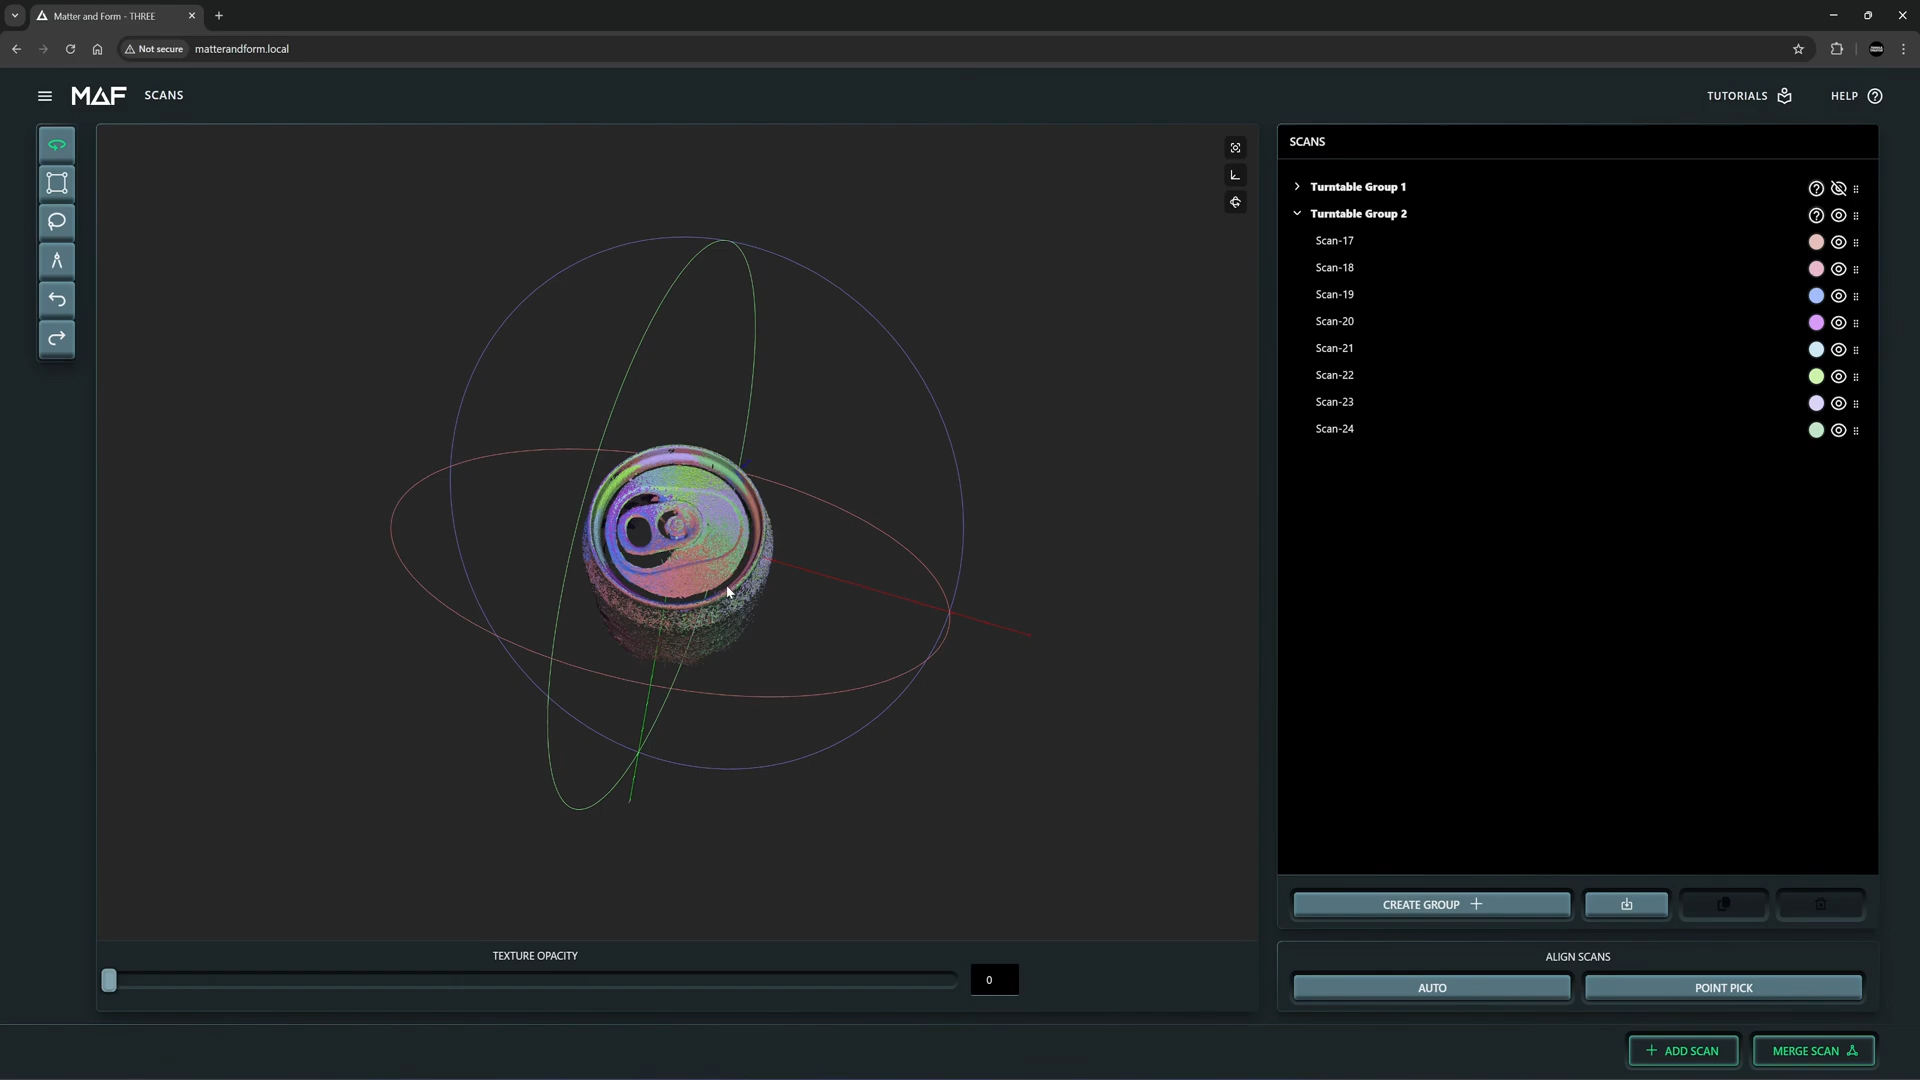 Matter and Form - THREE
Not secure
matterandform.local
MAF
SCANS
TUTORIALS
HELP
SCANS
Turntable Group 1
Turntable Group 2
Scan-17
Scan-18
Scan-19
Scan-20
Scan-21
Scan-22
Scan-23
Scan-24
CREATE GROUP
TEXTURE OPACITY
0
ALIGN SCANS
AUTO
POINT PICK
ADD SCAN
MERGE SCAN